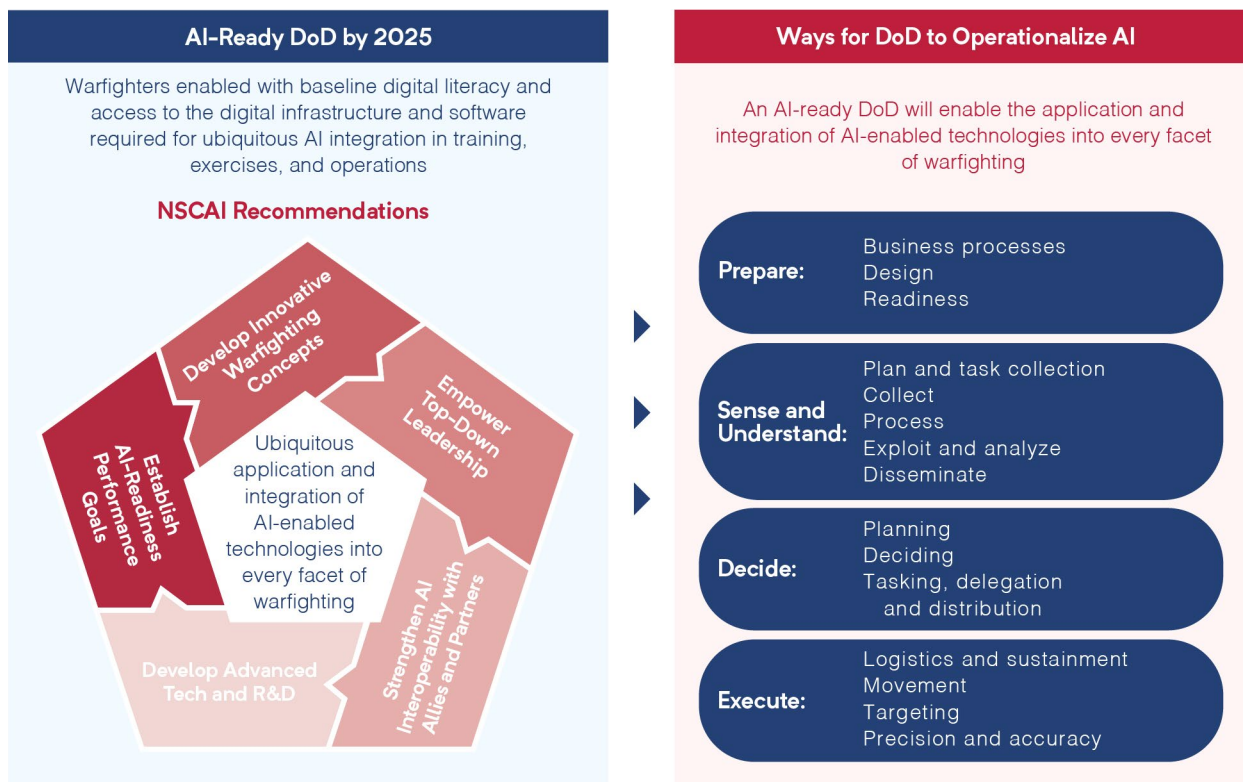 AI-Ready DoD by 2025
Warfighters enabled with baseline digital literacy and
access to the digital infrastructure and software
required for ubiquitous AI integration in training,
exercises, and operations
NSCAI Recommendations
Develop Innovative
Warfighting
Concepts
Empower
Top-Down
Leadership
Strengthen AI
Interoperability with
Allies and Partners
Develop Advanced
Tech and R&D
Establish
AI-Readiness
Performance
Goals
Ubiquitous
application and
integration of
AI-enabled
technologies into
every facet of
warfighting
Ways for DoD to Operationalize AI
An AI-ready DoD will enable the application and
integration of AI-enabled technologies into every facet
of warfighting
Prepare:
Business processes
Design
Readiness
Sense and
Understand:
Plan and task collection
Collect
Process
Exploit and analyze
Disseminate
Decide:
Planning
Deciding
Tasking, delegation
and distribution
Execute:
Logistics and sustainment
Movement
Targeting
Precision and accuracy